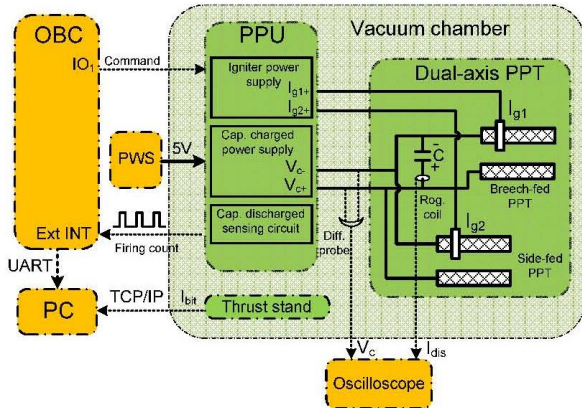 OBC
IO1
Command
PPU
Vacuum chamber
Igniter power
supply
Ig1+
Ig2+
Dual-axis PPT
Ig1
PWS
5V
Cap. charged
power supply
Vc-
Vc+
-
C
+
Rog.
coil
Breech-fed
PPT
Ext INT
Firing count
Cap. discharged
sensing circuit
Diff.
probe
Ig2
Side-fed
PPT
UART
PC
TCP/IP
Ibit
Thrust stand
Vc
Idis
Oscilloscope